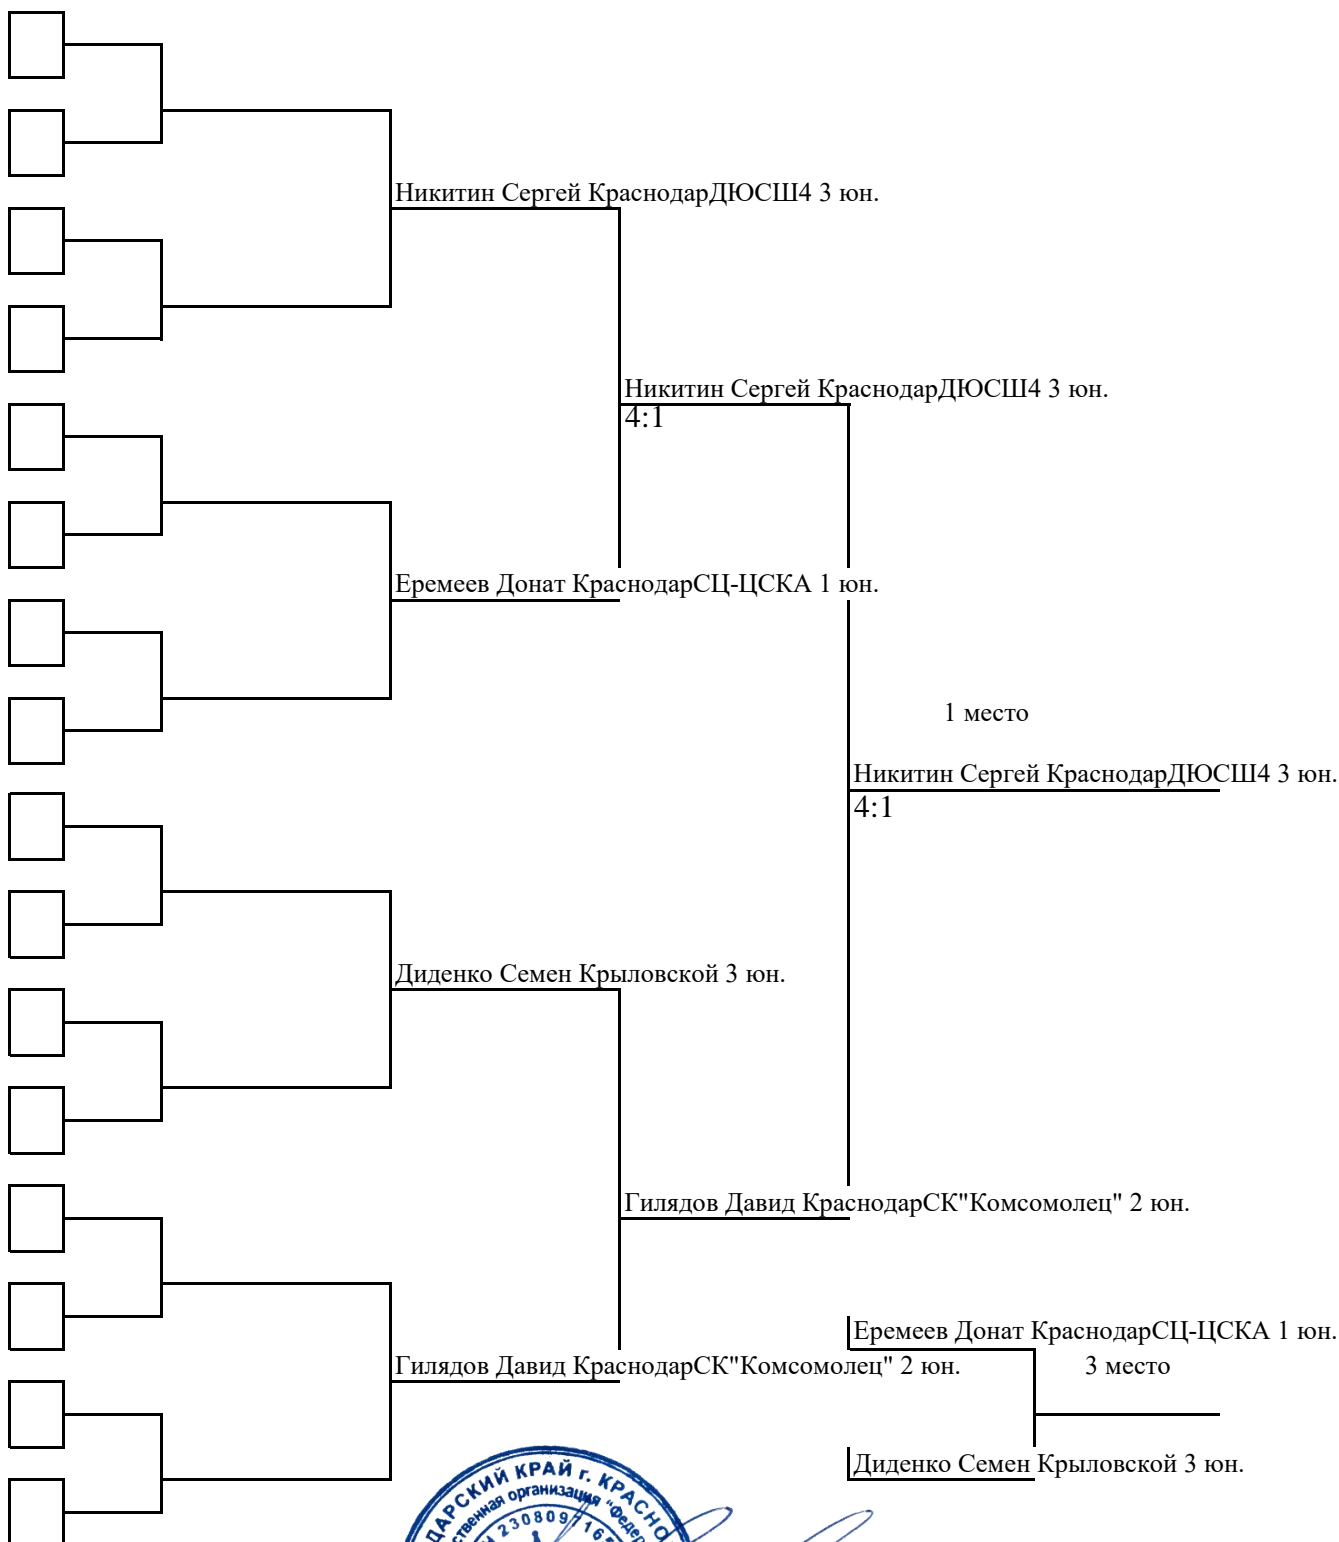 Никитин Сергей КраснодарДЮСШ4 3 юн.
Никитин Сергей КраснодарДЮСШ4 3 юн.
4:1
Еремеев Донат КраснодарСЦ-ЦСКА 1 юн.
1 место
Никитин Сергей КраснодарДЮСШ4 3 юн.
4:1
Диденко Семен Крыловской 3 юн.
Гилядов Давид КраснодарСК"Комсомолец" 2 юн.
Еремеев Донат КраснодарСЦ-ЦСКА 1 юн.
Гилядов Давид КраснодарСК"Комсомолец" 2 юн.
3 место
Диденко Семен Крыловской 3 юн.
КРАЙ г.
организация